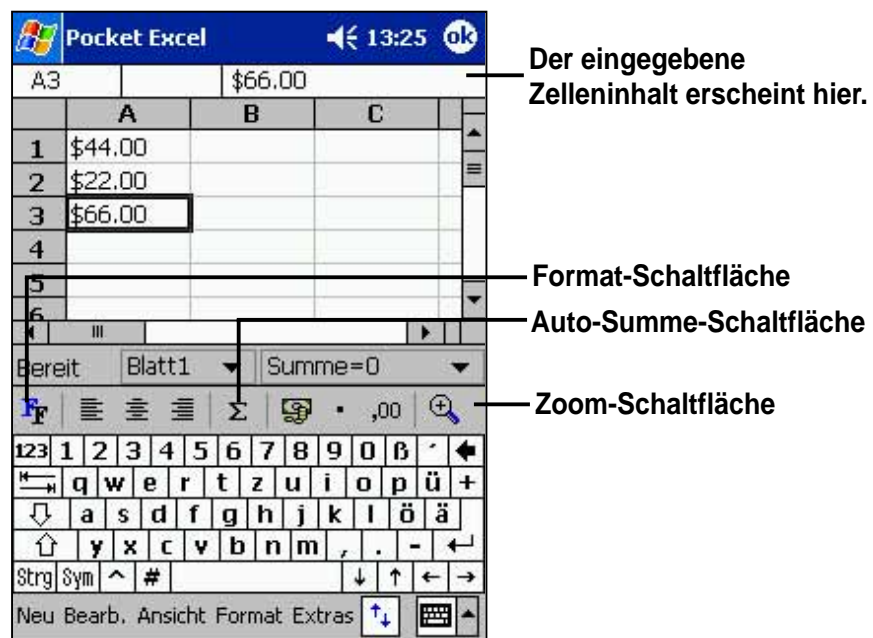 Pocket Excel 13:25 ok
A3 $66.00
Der eingegebene
Zelleninhalt erscheint hier.
A B C
1 $44.00
2 $22.00
3 $66.00
4
5
6
Format-Schaltfläche
Auto-Summe-Schaltfläche
Bereit Blatt1 Summe=0
FF Σ ,00
Zoom-Schaltfläche
123 1 2 3 4 5 6 7 8 9 0 ß ´
q w e r t z u i o p ü +
a s d f g h j k l ö ä
y x c v b n m , . -
Strg Sym ^ # ↓ ↑ ← →
Neu Bearb. Ansicht Format Extras